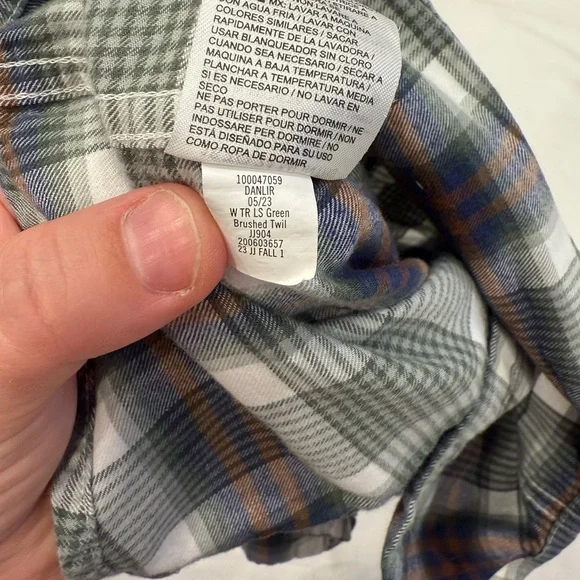 MX: LAVAR A MAQUINA
CON AGUA FRIA / LAVAR CON
COLORES SIMILARES / SACAR
RAPIDAMENTE DE LA LAVADORA /
USAR BLANQUEADOR SIN CLORO
CUANDO SEA NECESARIO / SECAR A
MAQUINA A BAJA TEMPERATURA /
PLANCHAR A TEMPERATURA MEDIA
SI ES NECESARIO / NO LAVAR EN
SECO
NE PAS PORTER POUR DORMIR / NE
PAS UTILISER POUR DORMIR / NON
INDOSSARE PER DORMIRE / NO
ESTÁ DISEÑADO PARA SU USO
COMO ROPA DE DORMIR
100047059
DANLIR
05/23
W TR LS Green
Brushed Twil
JJ904
200603657
23 JJ FALL 1